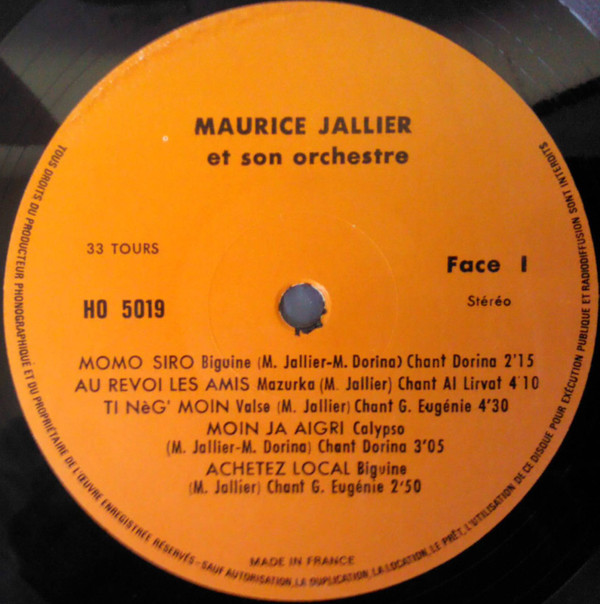 MAURICE JALLIER
et son orchestre
33 TOURS
Face I
HO 5019
Stéréo
MOMO SIRO Biguine (M. Jallier-M. Dorina) Chant Dorina 2'15
AU REVOI LES AMIS Mazurka (M. Jallier) Chant Al Lirvat 4'10
TI NèG' MOIN Valse (M. Jallier) Chant G. Eugénie 4'30
MOIN JA AIGRI Calypso
(M. Jallier-M. Dorina) Chant Dorina 3'05
ACHETEZ LOCAL Biguine
(M. Jallier) Chant G. Eugénie 2'50
MADE IN FRANCE
TOUS DROITS DU PRODUCTEUR PHONOGRAPHIQUE ET DU PROPRIÉTAIRE DE L'ŒUVRE ENREGISTRÉE RÉSERVÉS - SAUF AUTORISATION, LA DUPLICATION, LA LOCATION, LE PRÊT, L'UTILISATION DE CE DISQUE POUR EXÉCUTION PUBLIQUE ET RADIODIFFUSION SONT INTERDITS